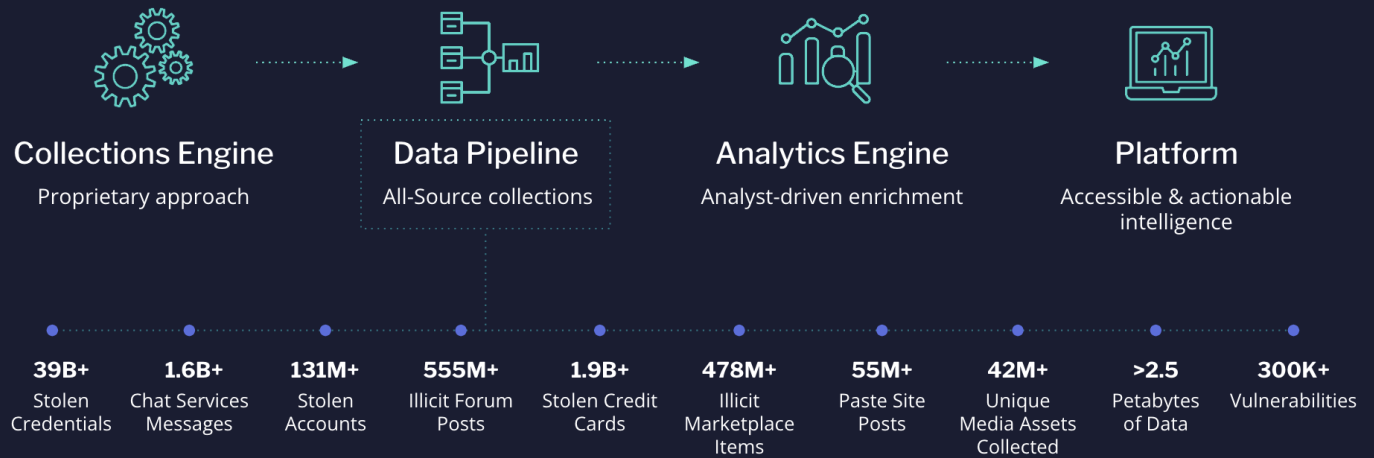 Collections Engine
Proprietary approach
Data Pipeline
All-Source collections
Analytics Engine
Analyst-driven enrichment
Platform
Accessible & actionable
intelligence
39B+
Stolen
Credentials
1.6B+
Chat Services
Messages
131M+
Stolen
Accounts
555M+
Illicit Forum
Posts
1.9B+
Stolen Credit
Cards
478M+
Illicit
Marketplace
Items
55M+
Paste Site
Posts
42M+
Unique
Media Assets
Collected
>2.5
Petabytes
of Data
300K+
Vulnerabilities